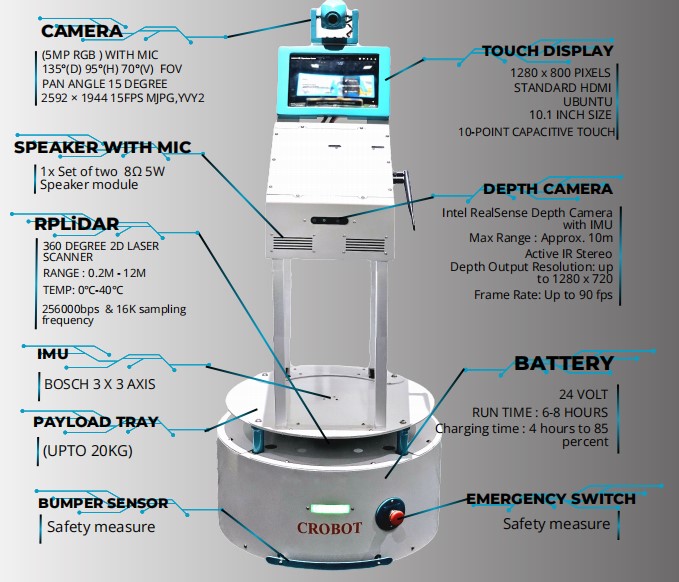 CAMERA
(5MP RGB ) WITH MIC
135°(D) 95°(H) 70°(V) FOV
PAN ANGLE 15 DEGREE
2592 × 1944 15FPS MJPG,YVY2
SPEAKER WITH MIC
1x Set of two 8Ω 5W
Speaker module
RPLiDAR
360 DEGREE 2D LASER
SCANNER
RANGE : 0.2M - 12M
TEMP: 0℃-40℃
256000bps & 16K sampling
frequency
IMU
BOSCH 3 X 3 AXIS
PAYLOAD TRAY
(UPTO 20KG)
BUMPER SENSOR
Safety measure
TOUCH DISPLAY
1280 x 800 PIXELS
STANDARD HDMI
UBUNTU
10.1 INCH SIZE
10-POINT CAPACITIVE TOUCH
DEPTH CAMERA
Intel RealSense Depth Camera
with IMU
Max Range : Approx. 10m
Active IR Stereo
Depth Output Resolution: up
to 1280 x 720
Frame Rate: Up to 90 fps
BATTERY
24 VOLT
RUN TIME : 6-8 HOURS
Charging time : 4 hours to 85
percent
EMERGENCY SWITCH
Safety measure
CROBOT